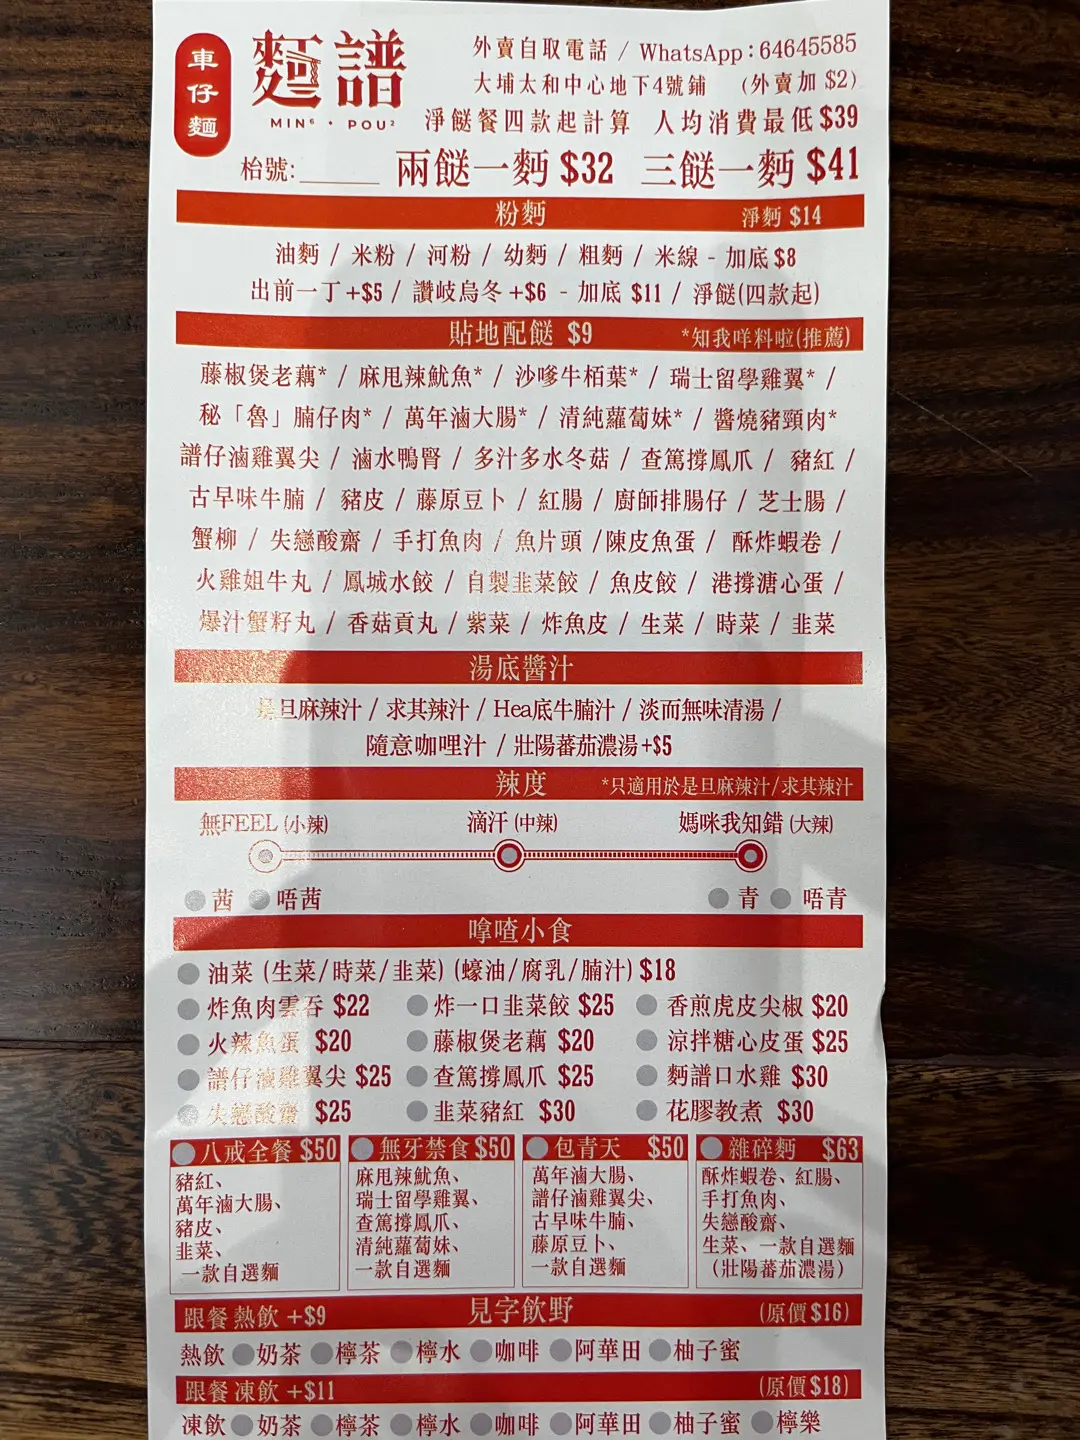 車仔麵
麵譜
MIN⁶ · POU²
外賣自取電話 / WhatsApp:64645585
大埔太和中心地下4號鋪 (外賣加 $2)
淨餸餐四款起計算 人均消費最低 $39
枱號:______ 兩餸一麪 $32 三餸一麪 $41
粉麪 淨麪 $14
油麪 / 米粉 / 河粉 / 幼麪 / 粗麪 / 米線 - 加底 $8
出前一丁 +$5 / 讚岐烏冬 +$6 - 加底 $11 / 淨餸(四款起)
貼地配餸 $9 *知我咩料啦(推薦)
藤椒煲老藕* / 麻甩辣魷魚* / 沙嗲牛栢葉* / 瑞士留學雞翼* /
秘「魯」腩仔肉* / 萬年滷大腸* / 清純蘿蔔妹* / 醬燒豬頸肉*
譜仔滷雞翼尖 / 滷水鴨腎 / 多汁多水冬菇 / 查篤撐鳳爪 / 豬紅 /
古早味牛腩 / 豬皮 / 藤原豆卜 / 紅腸 / 廚師排腸仔 / 芝士腸 /
蟹柳 / 失戀酸齋 / 手打魚肉 / 魚片頭 /陳皮魚蛋 / 酥炸蝦卷 /
火雞姐牛丸 / 鳳城水餃 / 自製韭菜餃 / 魚皮餃 / 港撐溏心蛋 /
爆汁蟹籽丸 / 香菇貢丸 / 紫菜 / 炸魚皮 / 生菜 / 時菜 / 韭菜
湯底醬汁
是旦麻辣汁 / 求其辣汁 / Hea底牛腩汁 / 淡而無味清湯 /
隨意咖喱汁 / 壯陽蕃茄濃湯 +$5
辣度 *只適用於是旦麻辣汁/求其辣汁
無FEEL (小辣) 滴汗 (中辣) 媽咪我知錯 (大辣)
茜 唔茜 青 唔青
嗱喳小食
油菜 (生菜/時菜/韭菜) (蠔油/腐乳/腩汁) $18
炸魚肉雲吞 $22 炸一口韭菜餃 $25 香煎虎皮尖椒 $20
火辣魚蛋 $20 藤椒煲老藕 $20 涼拌糖心皮蛋 $25
譜仔滷雞翼尖 $25 查篤撐鳳爪 $25 麪譜口水雞 $30
失戀酸齋 $25 韭菜豬紅 $30 花膠教煮 $30
八戒全餐 $50
豬紅、
萬年滷大腸、
豬皮、
韭菜、
一款自選麵
無牙禁食 $50
麻甩辣魷魚、
瑞士留學雞翼、
查篤撐鳳爪、
清純蘿蔔妹、
一款自選麵
包青天 $50
萬年滷大腸、
譜仔滷雞翼尖、
古早味牛腩、
藤原豆卜、
一款自選麵
雜碎麪 $63
酥炸蝦卷、紅腸、
手打魚肉、
失戀酸齋、
生菜、一款自選麵
(壯陽蕃茄濃湯)
跟餐 熱飲 +$9 見字飲野 (原價 $16)
熱飲 奶茶 檸茶 檸水 咖啡 阿華田 柚子蜜
跟餐 凍飲 +$11 (原價 $18)
凍飲 奶茶 檸茶 檸水 咖啡 阿華田 柚子蜜 檸樂